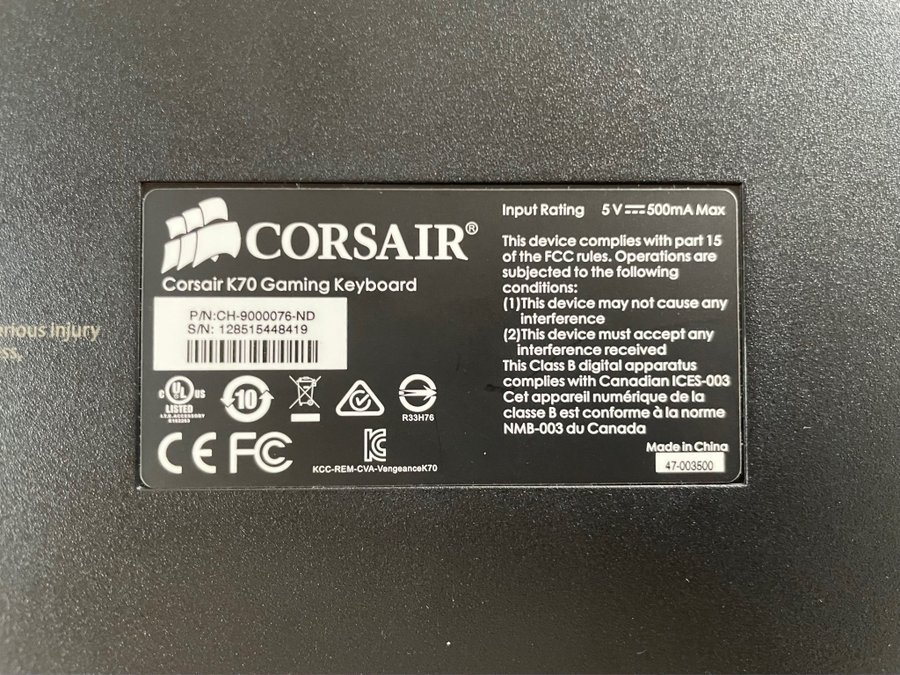 CORSAIR®
Corsair K70 Gaming Keyboard
P/N:CH-9000076-ND
S/N: 128515448419
C UL US
LISTED
I.T.E. ACCESSORY
10
R33H76
CE FC
KCC-REM-CVA-VengeanceK70
Input Rating 5V 500mA Max
This device complies with part 15
of the FCC rules. Operations are
subjected to the following
conditions:
(1)This device may not cause any
interference
(2)This device must accept any
interference received
This Class B digital apparatus
complies with Canadian ICES-003
Cet appareil numérique de la
classe B est conforme à la norme
NMB-003 du Canada
Made in China
47-003500
injury